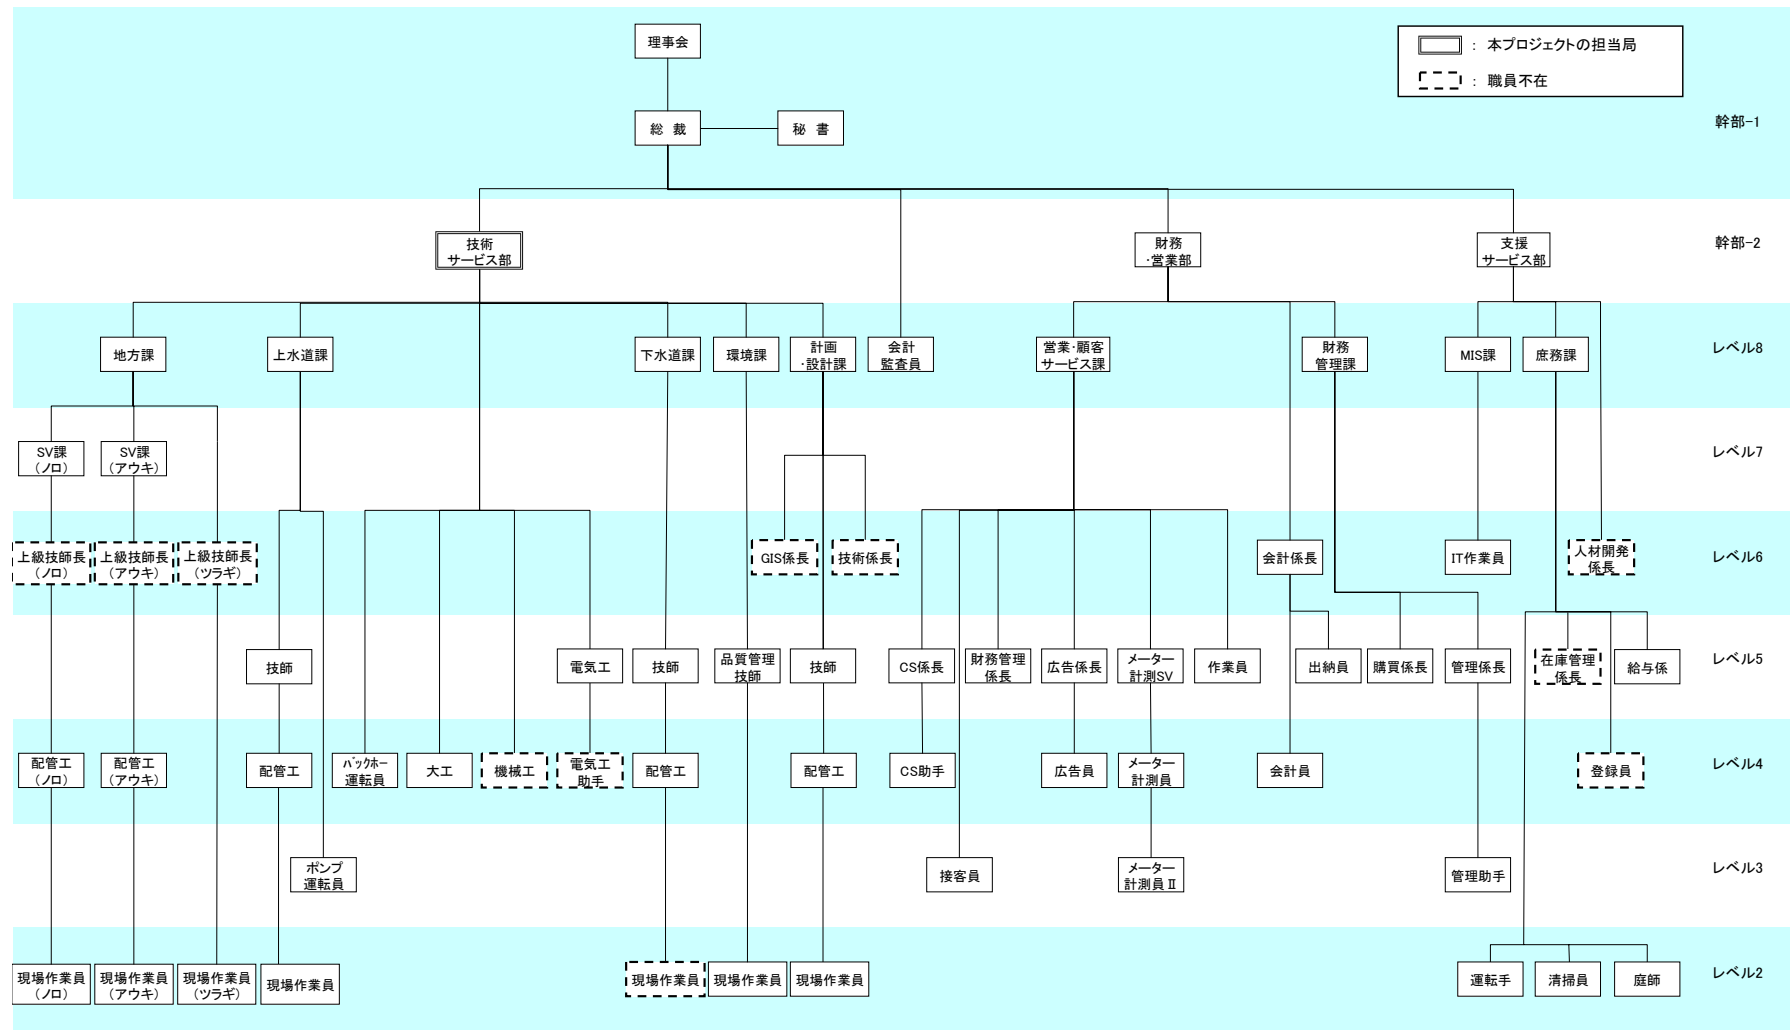 理事会
： 本プロジェクトの担当局
： 職員不在
総 裁
秘 書
幹部-1
技術
サービス部
財務
・営業部
支援
サービス部
幹部-2
地方課
上水道課
下水道課
環境課
計画
・設計課
会計
監査員
営業・顧客
サービス課
財務
管理課
MIS課
庶務課
レベル8
SV課
（ノロ）
SV課
（アウキ）
レベル7
上級技師長
（ノロ）
上級技師長
（アウキ）
上級技師長
（ツラギ）
GIS係長
技術係長
会計係長
IT作業員
人材開発
係長
レベル6
技師
電気工
技師
品質管理
技師
技師
CS係長
財務管理
係長
広告係長
メーター
計測SV
作業員
出納員
購買係長
管理係長
在庫管理
係長
給与係
レベル5
配管工
（ノロ）
配管工
（アウキ）
配管工
バックホー
運転員
大工
機械工
電気工
助手
配管工
配管工
CS助手
広告員
メーター
計測員
会計員
登録員
レベル4
ポンプ
運転員
接客員
メーター
計測員Ⅱ
管理助手
レベル3
現場作業員
（ノロ）
現場作業員
（アウキ）
現場作業員
（ツラギ）
現場作業員
現場作業員
現場作業員
現場作業員
運転手
清掃員
庭師
レベル2